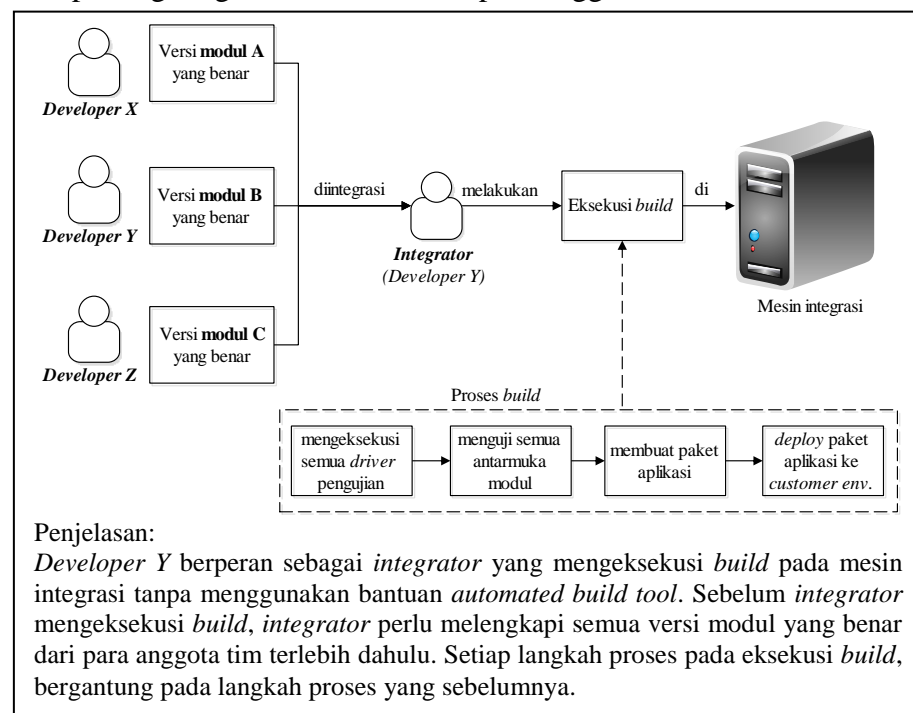 Versi modul A
yang benar
Developer X
Versi modul B
yang benar
Developer Y
Versi modul C
yang benar
Developer Z
diintegrasi
Integrator
(Developer Y)
melakukan
Eksekusi build
di
Mesin integrasi
Proses build
mengeksekusi
semua driver
pengujian
menguji semua
antarmuka
modul
membuat paket
aplikasi
deploy paket
aplikasi ke
customer env.
Penjelasan:
Developer Y berperan sebagai integrator yang mengeksekusi build pada mesin
integrasi tanpa menggunakan bantuan automated build tool. Sebelum integrator
mengeksekusi build, integrator perlu melengkapi semua versi modul yang benar
dari para anggota tim terlebih dahulu. Setiap langkah proses pada eksekusi build,
bergantung pada langkah proses yang sebelumnya.